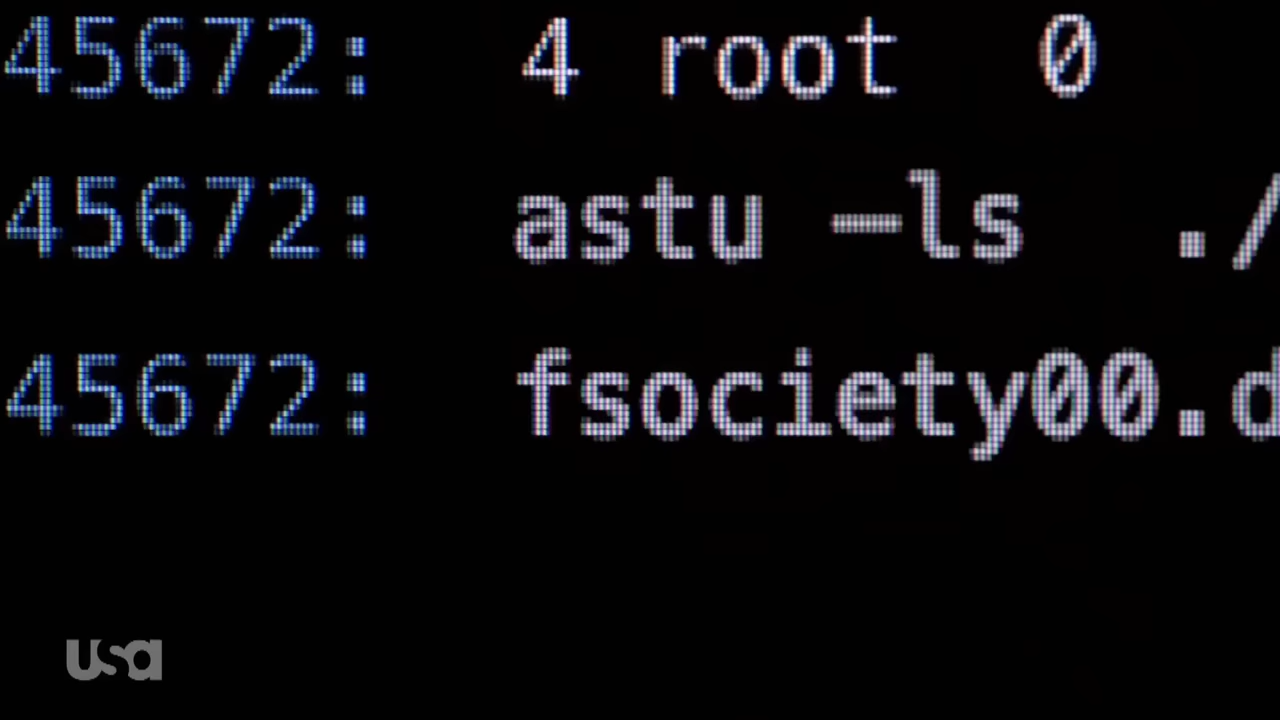 45672: 4 root 0
45672: astu -ls ./
45672: fsociety00.d
usa